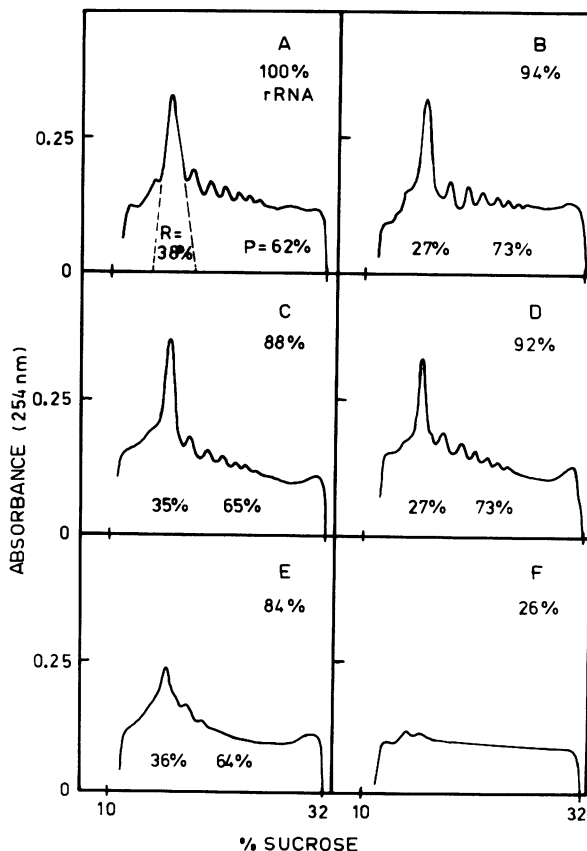 A
100%
rRNA
0.25
R=
38%
P=62%
0
B
94%
27% 73%
C
88%
0.25
35% 65%
0
D
92%
27% 73%
E
84%
0.25
36% 64%
0
10 32
F
26%
10 32
% SUCROSE
ABSORBANCE (254 nm)